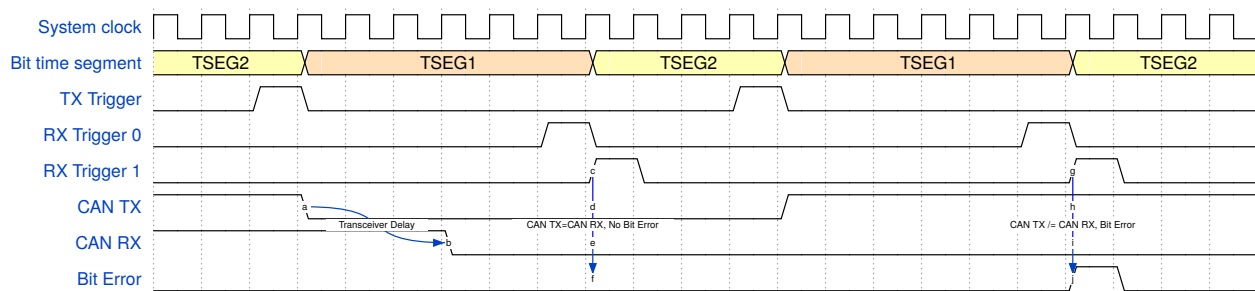 System clock
Bit time segment TSEG2 TSEG1 TSEG2 TSEG1 TSEG2
TX Trigger
RX Trigger 0
RX Trigger 1 c g
CAN TX a d h
Transceiver Delay CAN TX=CAN RX, No Bit Error CAN TX /= CAN RX, Bit Error
CAN RX b e i
Bit Error f j